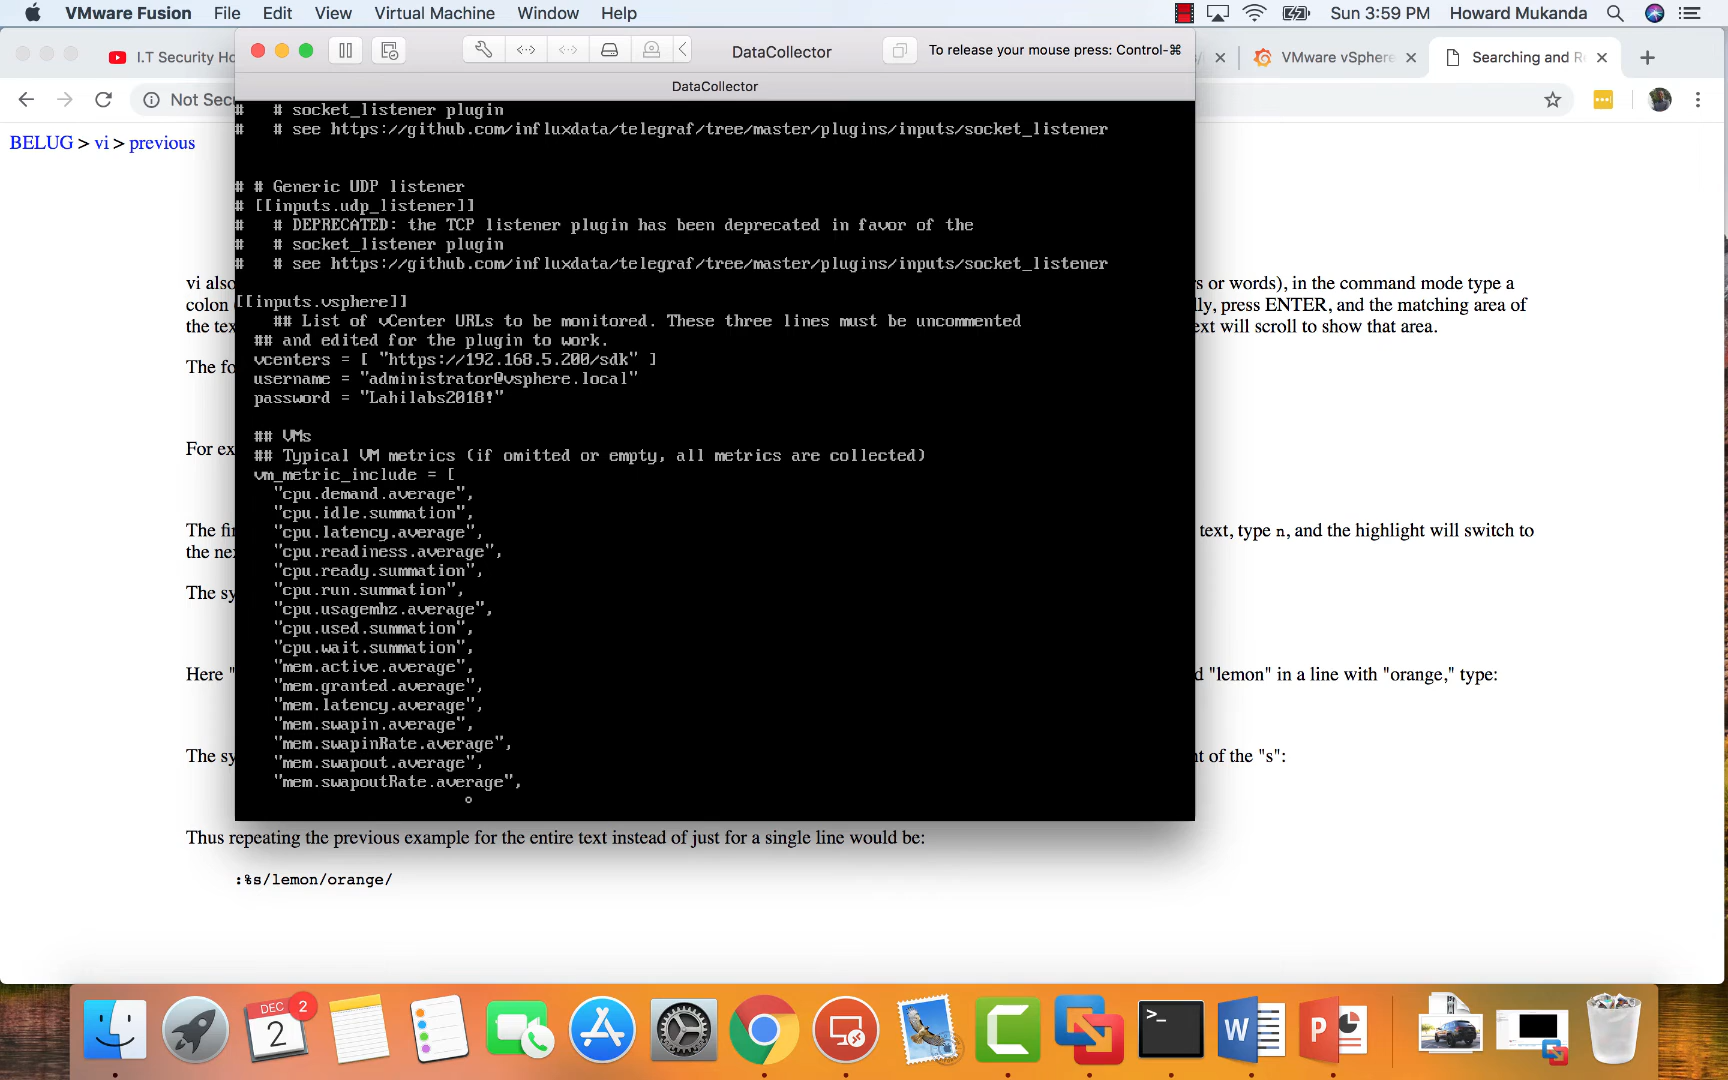 VMware Fusion File Edit View Virtual Machine Window Help Sun 3:59 PM Howard Mukanda
I.T Security Ho DataCollector To release your mouse press: Control-⌘ VMware vSphere Searching and Re
Not Sec DataCollector
BELUG > vi > previous
# # socket_listener plugin
# # see https://github.com/influxdata/telegraf/tree/master/plugins/inputs/socket_listener
# # Generic UDP listener
# [[inputs.udp_listener]]
# # DEPRECATED: the TCP listener plugin has been deprecated in favor of the
# # socket_listener plugin
# # see https://github.com/influxdata/telegraf/tree/master/plugins/inputs/socket_listener
[[inputs.vsphere]]
## List of vCenter URLs to be monitored. These three lines must be uncommented
## and edited for the plugin to work.
vcenters = [ "https://192.168.5.200/sdk" ]
username = "administrator@vsphere.local"
password = "Lahilabs2018!"
## VMs
## Typical VM metrics (if omitted or empty, all metrics are collected)
vm_metric_include = [
"cpu.demand.average",
"cpu.idle.summation",
"cpu.latency.average",
"cpu.readiness.average",
"cpu.ready.summation",
"cpu.run.summation",
"cpu.usagemhz.average",
"cpu.used.summation",
"cpu.wait.summation",
"mem.active.average",
"mem.granted.average",
"mem.latency.average",
"mem.swapin.average",
"mem.swapinRate.average",
"mem.swapout.average",
"mem.swapoutRate.average",
vi also s or words), in the command mode type a
colon ly, press ENTER, and the matching area of
the tex ext will scroll to show that area.
The fo
For ex
The fir text, type n, and the highlight will switch to
the ne
The sy
Here " d "lemon" in a line with "orange," type:
The sy nt of the "s":
Thus repeating the previous example for the entire text instead of just for a single line would be:
:%s/lemon/orange/
DEC
2
2
>_
W
P